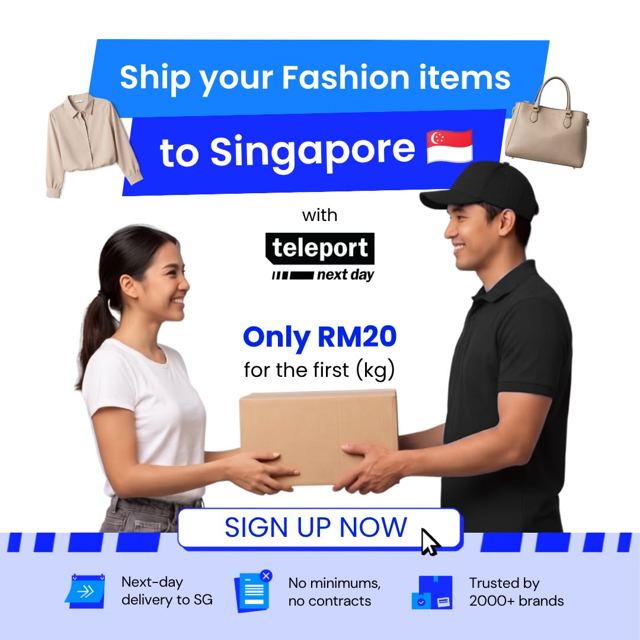 Ship your Fashion items
to Singapore
with
teleport
next day
Only RM20
for the first (kg)
SIGN UP NOW
Next-day
delivery to SG
No minimums,
no contracts
Trusted by
2000+ brands